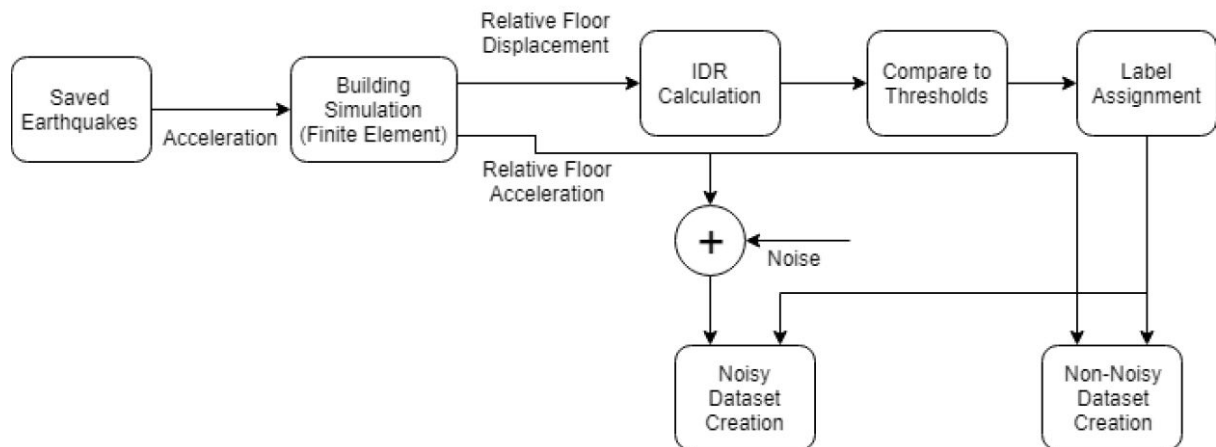 Relative Floor
Displacement
Saved
Earthquakes
Acceleration
Building
Simulation
(Finite Element)
IDR
Calculation
Compare to
Thresholds
Label
Assignment
Relative Floor
Acceleration
+
Noise
Noisy
Dataset
Creation
Non-Noisy
Dataset
Creation